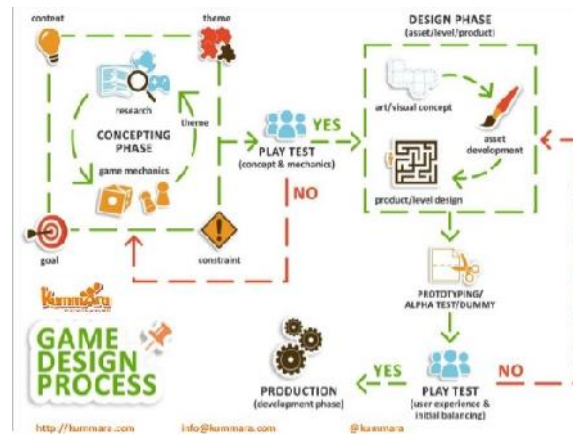 content
theme
DESIGN PHASE
(asset/level/product)
research
theme
CONCEPTING
PHASE
game mechanics
art/visual concept
PLAY TEST
(concept & mechanics)
YES
asset
development
NO
product/level design
goal
constraint
Kummara
PROTOTYPING/
ALPHA TEST/DUMMY
GAME
DESIGN
PROCESS
PRODUCTION
(development phase)
YES
PLAY TEST
(user experience &
initial balancing)
NO
http://kummara.com
info@kummara.com
@kummara